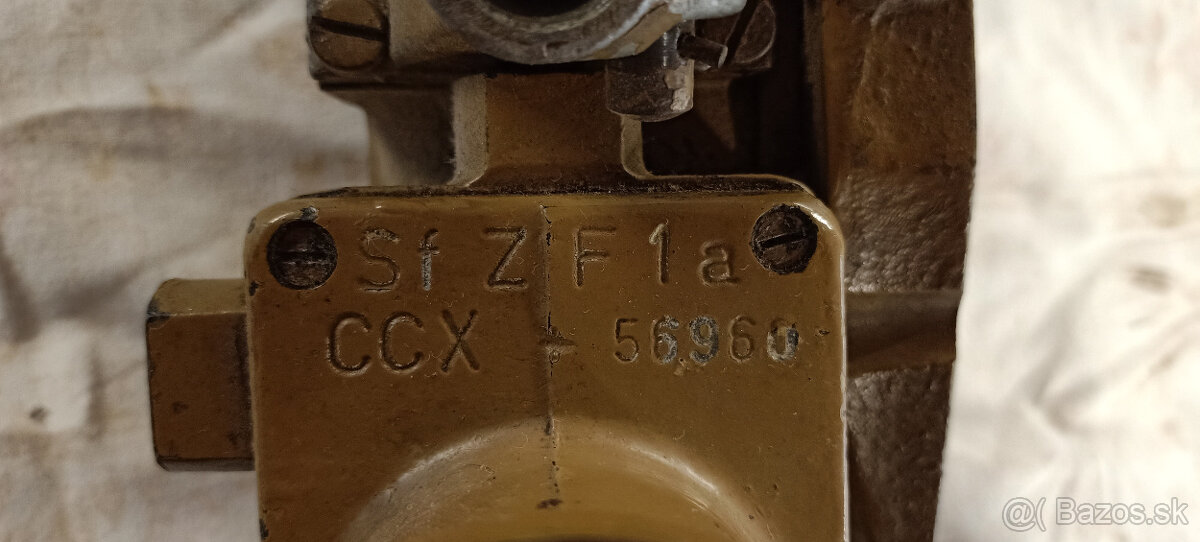 Sf Z F 1a
CCX + 56960
@( Bazos.sk